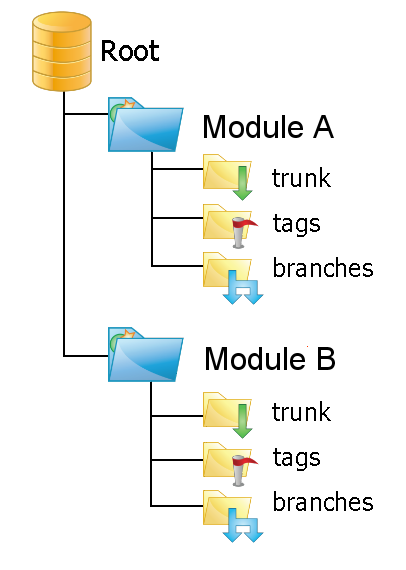 Root
Module A
trunk
tags
branches
Module B
trunk
tags
branches